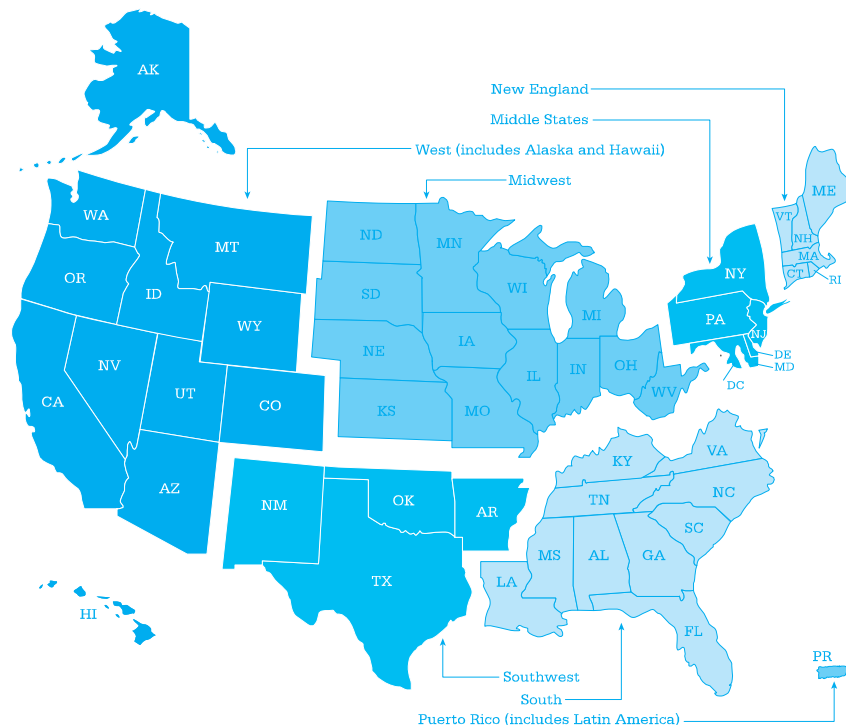 AK
New England
Middle States
West (includes Alaska and Hawaii)
Midwest
ME
WA
VT
ND
MN
NH
MT
MA
NY
OR
CT
RI
ID
SD
WI
MI
WY
PA
NJ
NE
IA
DE
NV
OH
MD
IL
IN
DC
UT
WV
CA
CO
KS
MO
VA
KY
AZ
NC
TN
NM
OK
AR
SC
MS
AL
GA
TX
LA
HI
FL
PR
Southwest
South
Puerto Rico (includes Latin America)